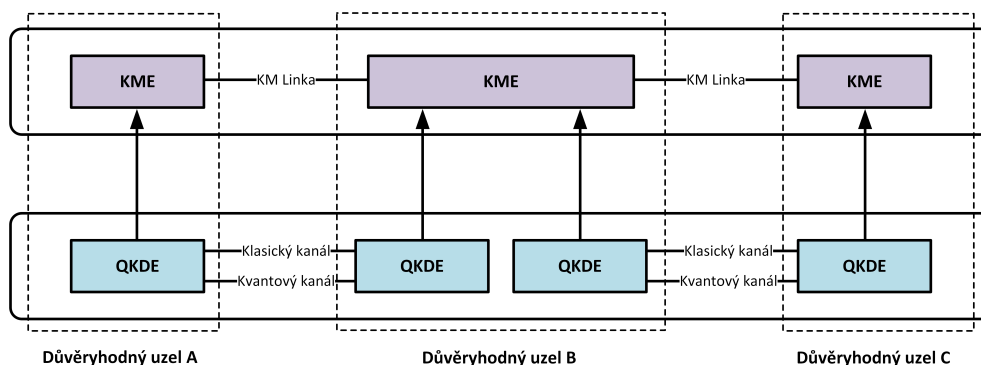 KME
KM Linka
KME
KM Linka
KME
QKDE
Klasický kanál
Kvantový kanál
QKDE
QKDE
Klasický kanál
Kvantový kanál
QKDE
Důvěryhodný uzel A
Důvěryhodný uzel B
Důvěryhodný uzel C